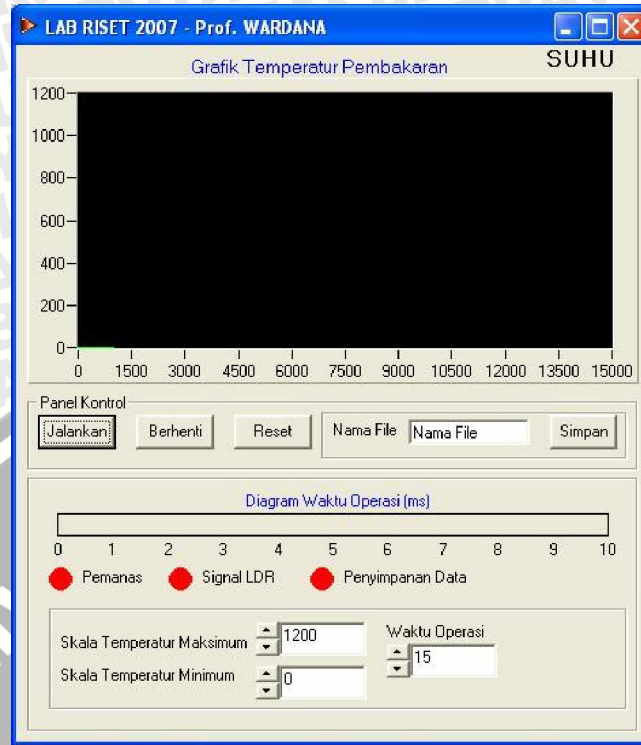 LAB RISET 2007 - Prof. WARDANA
SUHU
Grafik Temperatur Pembakaran
1200
1000
800
600
400
200
0
0 1500 3000 4500 6000 7500 9000 10500 12000 13500 15000
Panel Kontrol
Jalankan Berhenti Reset Nama File Nama File Simpan
Diagram Waktu Operasi (ms)
0 1 2 3 4 5 6 7 8 9 10
Pemanas Signal LDR Penyimpanan Data
Skala Temperatur Maksimum 1200 Waktu Operasi
15
Skala Temperatur Minimum 0